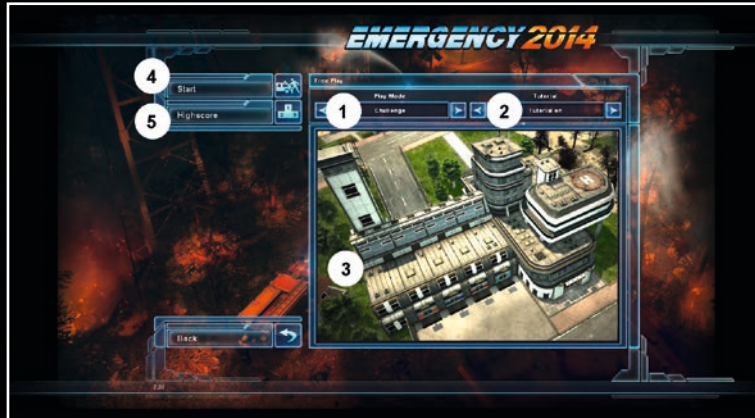 EMERGENCY 2014
4
Start
5
Highscore
Free Play
Play Mode
Tutorial
1
Challenge
2
Tutorial on
3
Back